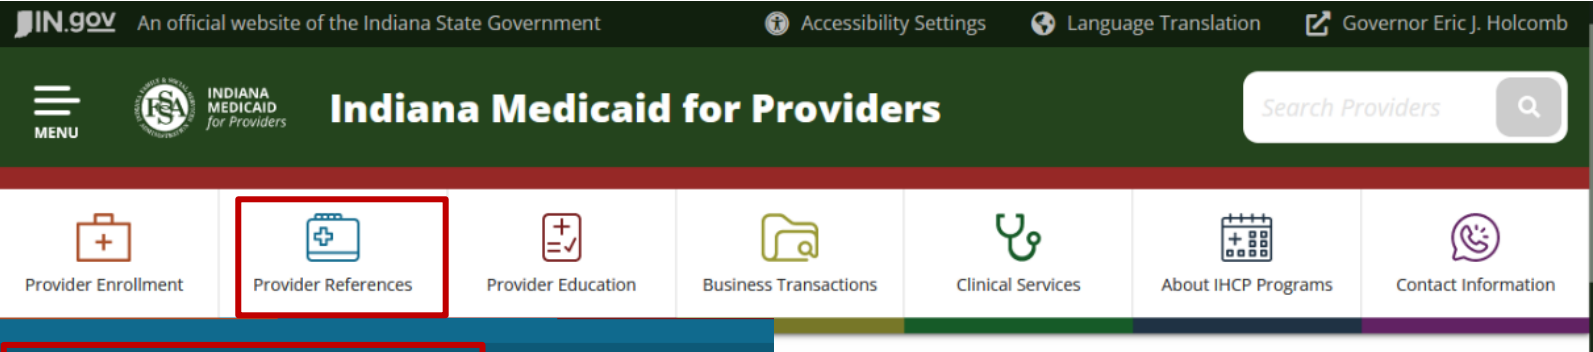 IN.gov An official website of the Indiana State Government Accessibility Settings Language Translation Governor Eric J. Holcomb
MENU
INDIANA
MEDICAID
for Providers
Indiana Medicaid for Providers
Search Providers
Provider Enrollment Provider References Provider Education Business Transactions Clinical Services About IHCP Programs Contact Information